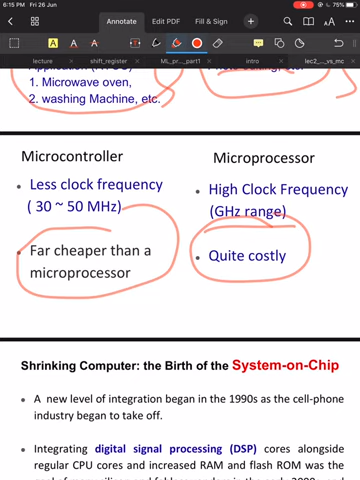 6:15 PM Fri 26 Jun
75%
Annotate Edit PDF Fill & Sign
lecture shift_register ML_pr..._part1 intro lec2_..._vs_mc
1. Microwave oven,
2. washing Machine, etc.
Microcontroller Microprocessor
• Less clock frequency • High Clock Frequency
( 30 ~ 50 MHz) (GHz range)
• Far cheaper than a • Quite costly
microprocessor
Shrinking Computer: the Birth of the System-on-Chip
• A new level of integration began in the 1990s as the cell-phone
industry began to take off.
• Integrating digital signal processing (DSP) cores alongside
regular CPU cores and increased RAM and flash ROM was the